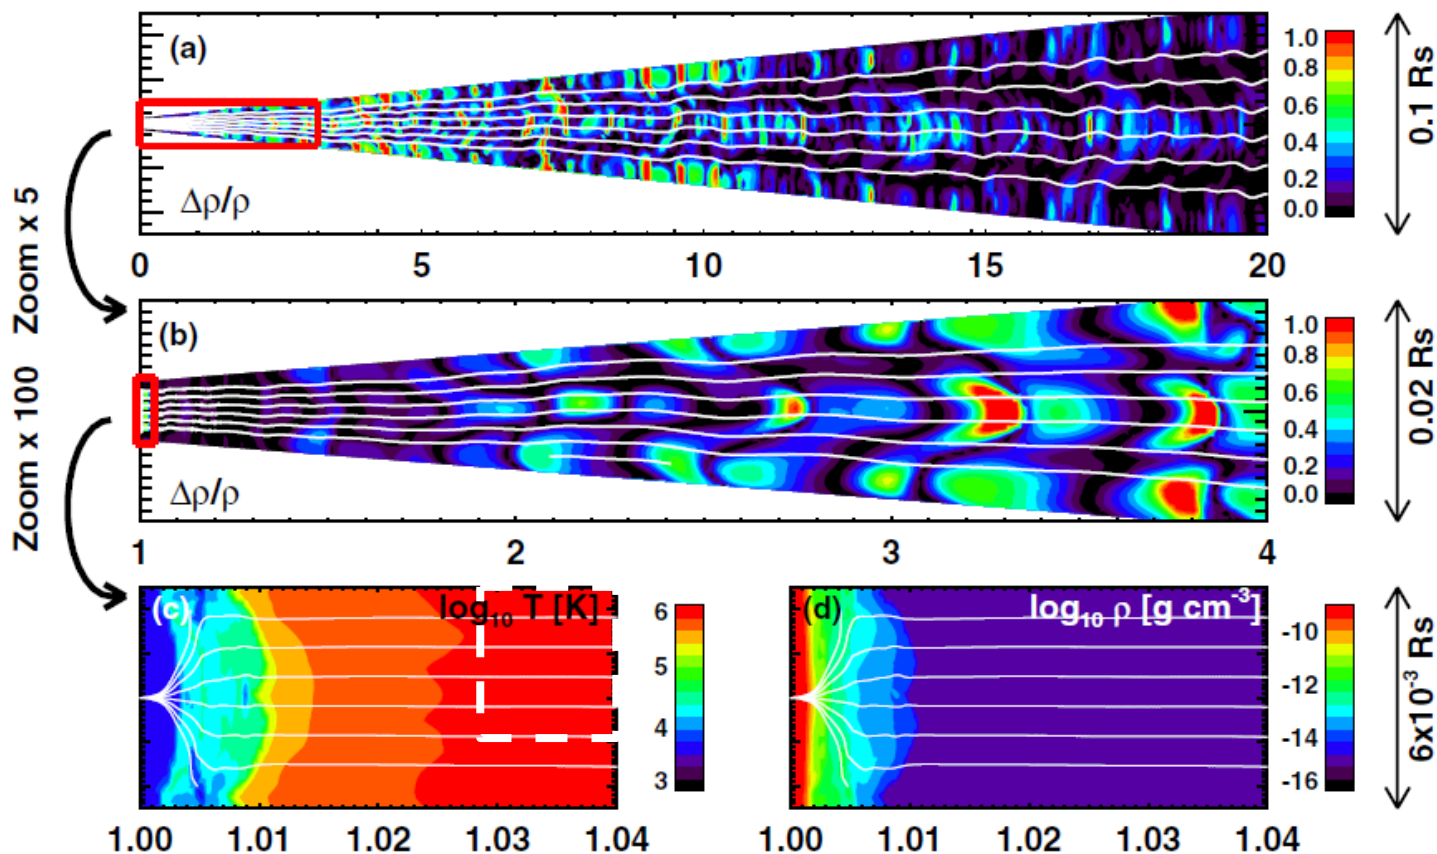 (a)
Δρ/ρ
1.0
0.8
0.6
0.4
0.2
0.0
0.1 Rs
0 5 10 15 20
Zoom x 5
(b)
Δρ/ρ
1.0
0.8
0.6
0.4
0.2
0.0
0.02 Rs
1 2 3 4
Zoom x 100
(c) log₁₀ T [K]
6
5
4
3
1.00 1.01 1.02 1.03 1.04
(d) log₁₀ ρ [g cm⁻³]
-10
-12
-14
-16
6x10⁻³ Rs
1.00 1.01 1.02 1.03 1.04